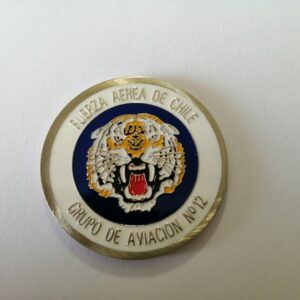 FUERZA AEREA DE CHILE
GRUPO DE AVIACION Nº12